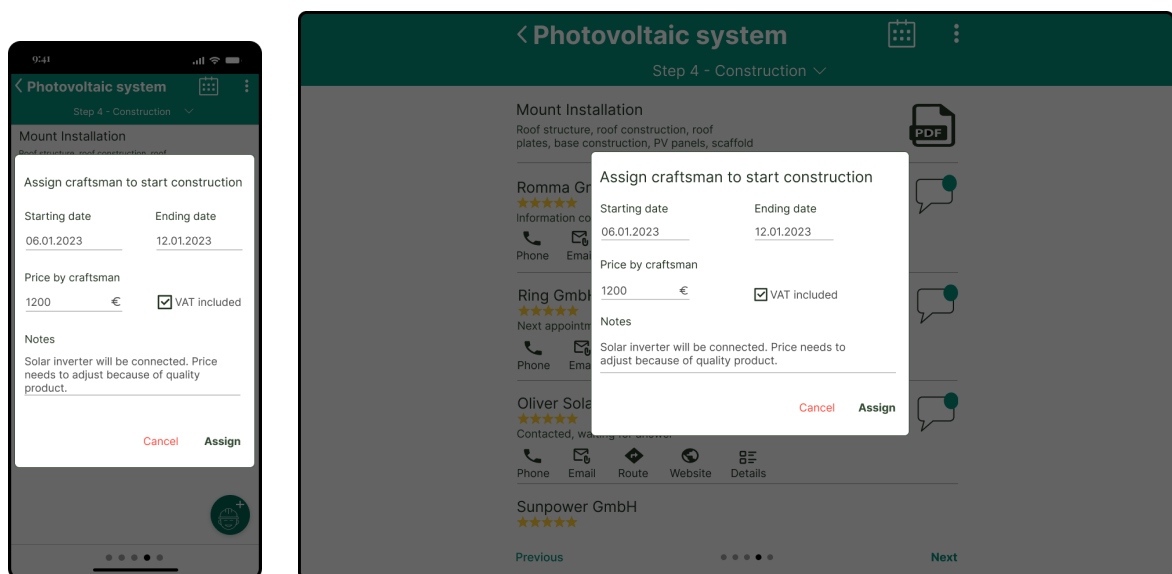 9:41
Photovoltaic system
Step 4 - Construction
Mount Installation
Roof structure, roof construction, roof
Assign craftsman to start construction
Starting date Ending date
06.01.2023 12.01.2023
Price by craftsman
1200 € VAT included
Notes
Solar inverter will be connected. Price
needs to adjust because of quality
product.
Cancel Assign
Photovoltaic system
Step 4 - Construction
Mount Installation
Roof structure, roof construction, roof
plates, base construction, PV panels, scaffold
PDF
Romma Gr
Information co
Phone Emai
Ring GmbH
Next appointm
Phone Ema
Oliver Sola
Contacted, waiting for answer
Phone Email Route Website Details
Sunpower GmbH
Previous Next
Assign craftsman to start construction
Starting date Ending date
06.01.2023 12.01.2023
Price by craftsman
1200 € VAT included
Notes
Solar inverter will be connected. Price needs to
adjust because of quality product.
Cancel Assign